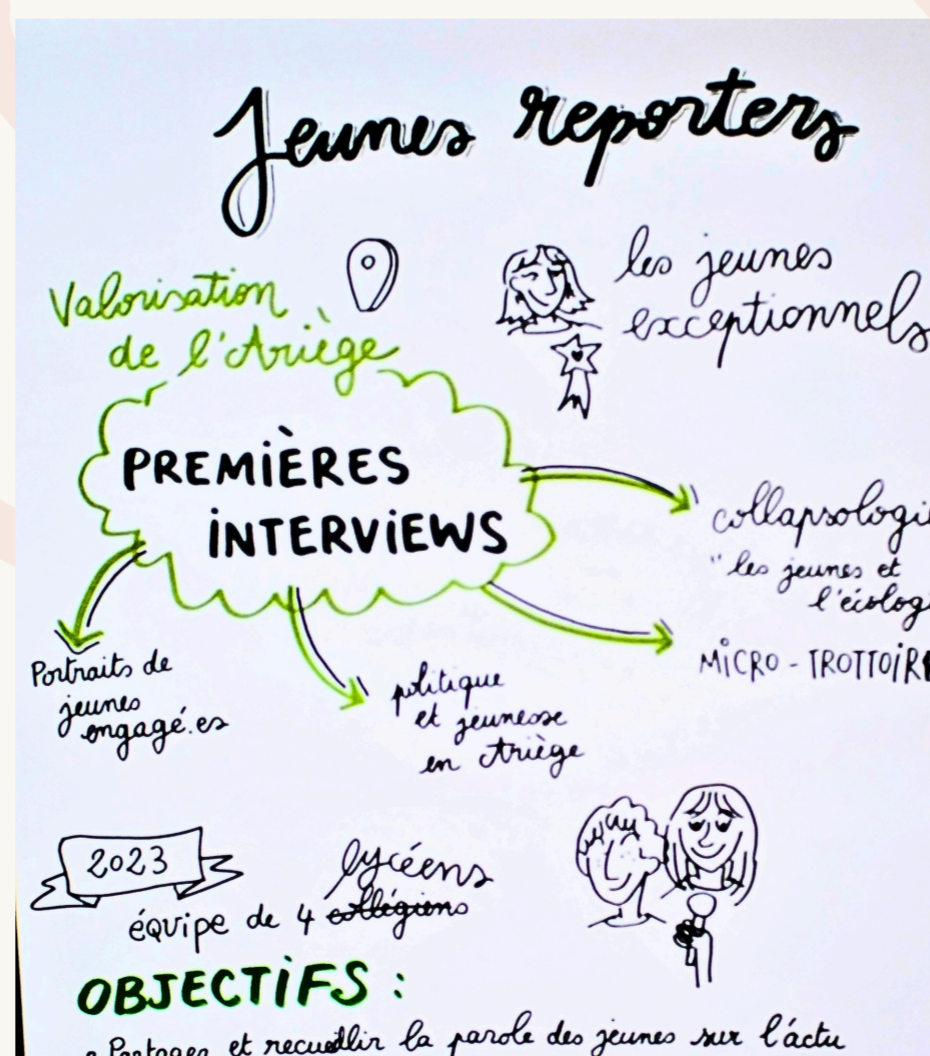 Jeunes reporters
Valorisation
de l'Ariège
les jeunes
exceptionnels
PREMIÈRES
INTERVIEWS
collapsologi
"les jeunes et
l'écolog
MICRO-TROTTOIR
Portraits de
jeunes
engagé.es
politique
et jeunesse
en Ariège
2023
lycéens
équipe de 4 collégiens
OBJECTIFS :
• Partager et recueillir la parole des jeunes sur l'áctu